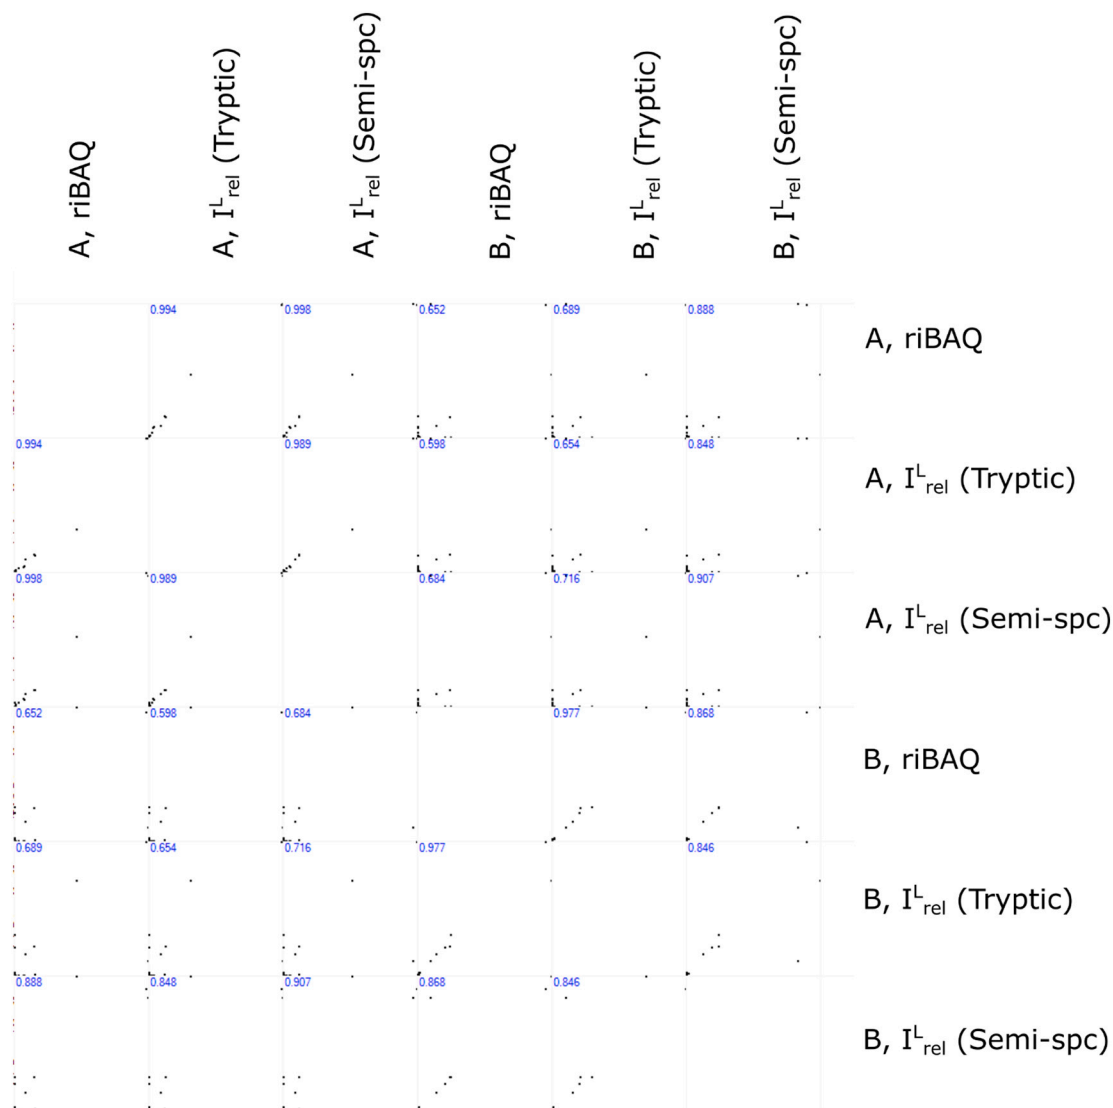 A, riBAQ
A, I^L_rel (Tryptic)
A, I^L_rel (Semi-spc)
B, riBAQ
B, I^L_rel (Tryptic)
B, I^L_rel (Semi-spc)
0.994 0.998 0.652 0.689 0.888
A, riBAQ
0.994 0.989 0.598 0.654 0.848
A, I^L_rel (Tryptic)
0.998 0.989 0.684 0.716 0.907
A, I^L_rel (Semi-spc)
0.652 0.598 0.684 0.977 0.868
B, riBAQ
0.689 0.654 0.716 0.977 0.846
B, I^L_rel (Tryptic)
0.888 0.848 0.907 0.868 0.846
B, I^L_rel (Semi-spc)